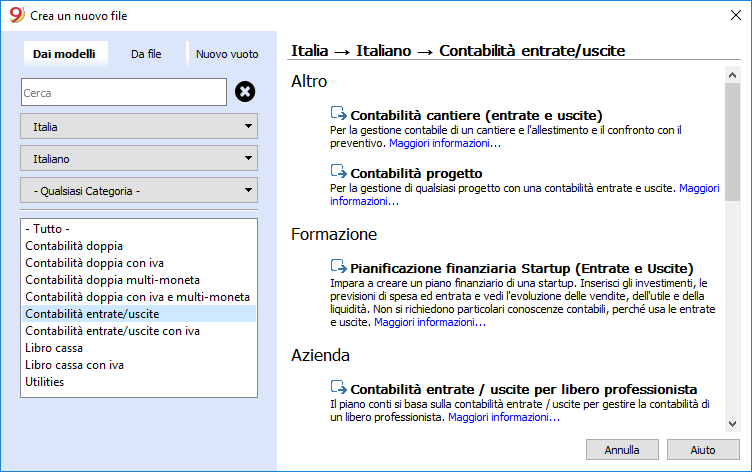 9 Crea un nuovo file
Dai modelli Da file Nuovo vuoto
Cerca
Italia
Italiano
- Qualsiasi Categoria -
- Tutto -
Contabilità doppia
Contabilità doppia con iva
Contabilità doppia multi-moneta
Contabilità doppia con iva e multi-moneta
Contabilità entrate/uscite
Contabilità entrate/uscite con iva
Libro cassa
Libro cassa con iva
Utilities
Italia → Italiano → Contabilità entrate/uscite
Altro
Contabilità cantiere (entrate e uscite)
Per la gestione contabile di un cantiere e l'allestimento e il confronto con il
preventivo. Maggiori informazioni...
Contabilità progetto
Per la gestione di qualsiasi progetto con una contabilità entrate e uscite. Maggiori
informazioni...
Formazione
Pianificazione finanziaria Startup (Entrate e Uscite)
Impara a creare un piano finanziario di una startup. Inserisci gli investimenti, le
previsioni di spesa ed entrata e vedi l'evoluzione delle vendite, dell'utile e della
liquidità. Non si richiedono particolari conoscenze contabili, perché usa le entrate
e uscite. Maggiori informazioni...
Azienda
Contabilità entrate / uscite per libero professionista
Il piano conti si basa sulla contabilità entrate / uscite per gestire la contabilità di
un libero professionista. Maggiori informazioni...
Annulla Aiuto